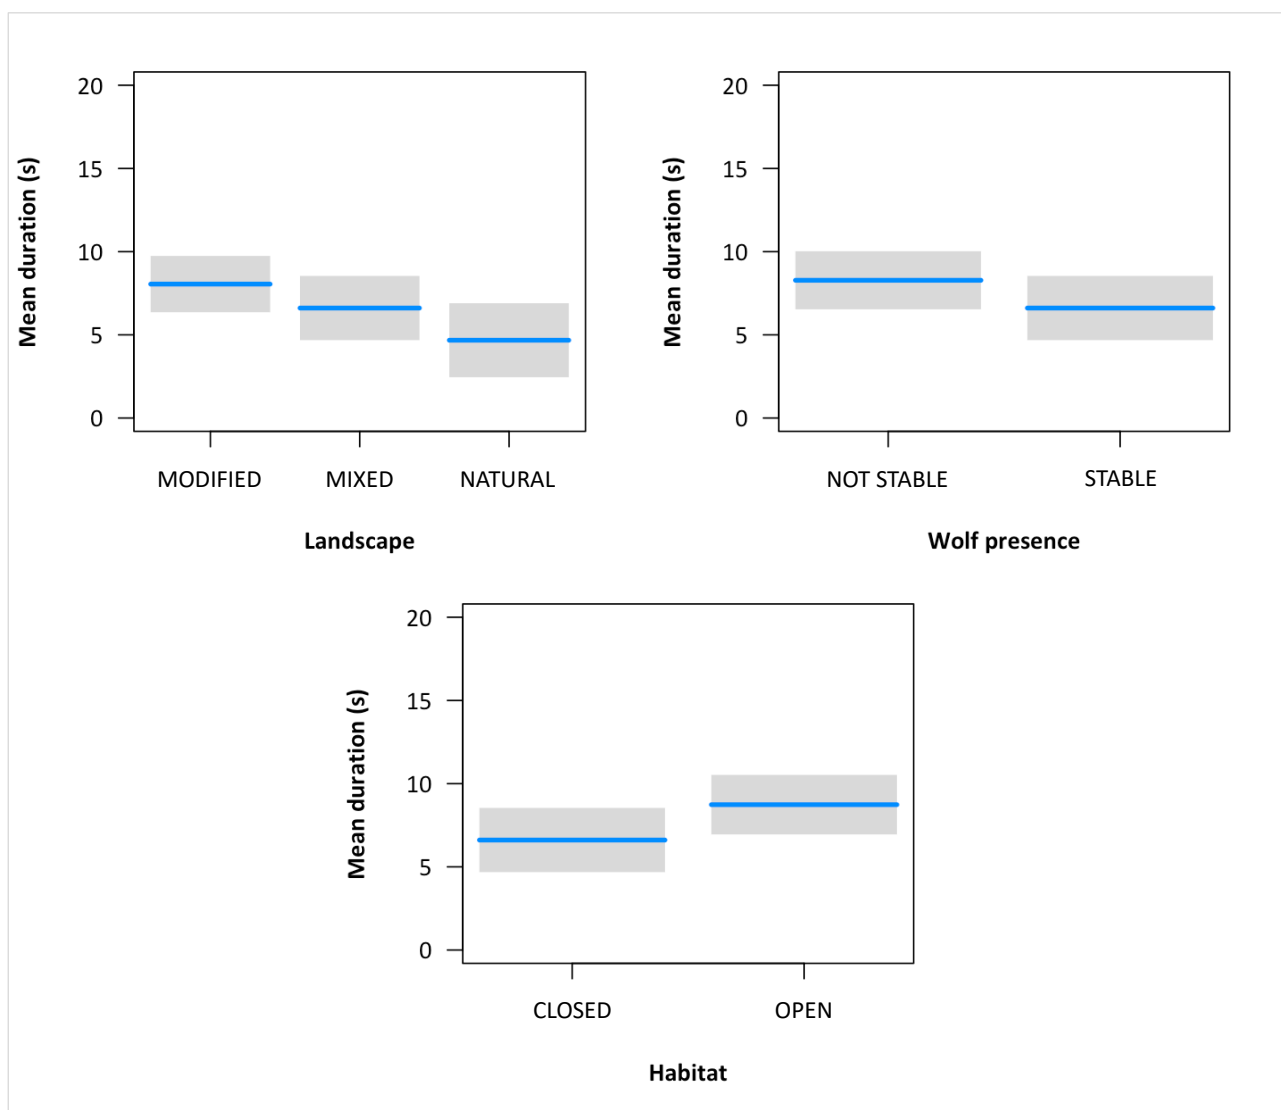 20
15
10
5
0
Mean duration (s)
MODIFIED MIXED NATURAL
Landscape
20
15
10
5
0
Mean duration (s)
NOT STABLE STABLE
Wolf presence
20
15
10
5
0
Mean duration (s)
CLOSED OPEN
Habitat